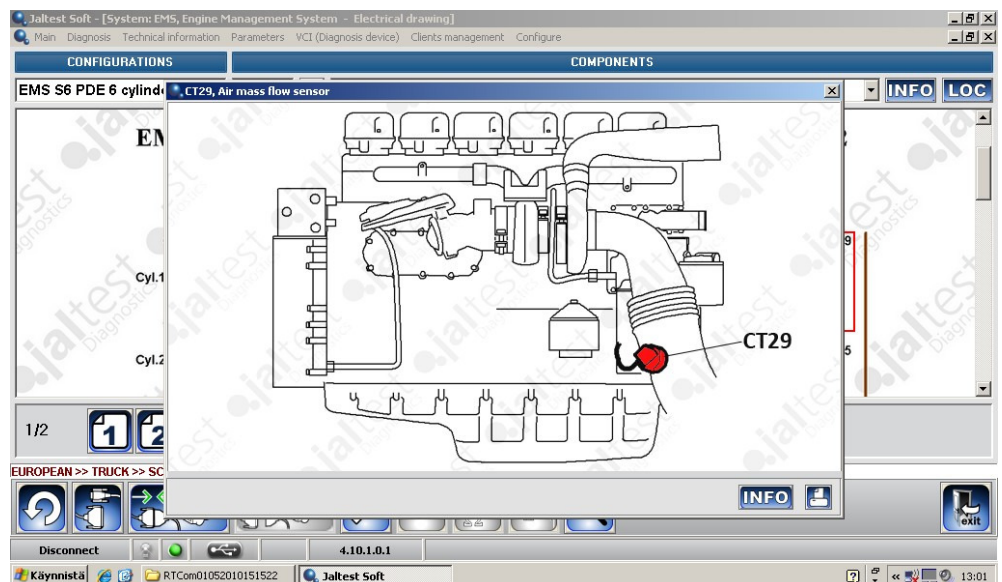 Jaltest Soft - [System: EMS, Engine Management System - Electrical drawing]
Main Diagnosis Technical information Parameters VCI (Diagnosis device) Clients management Configure
CONFIGURATIONS COMPONENTS
EMS S6 PDE 6 cylinde INFO LOC
CT29, Air mass flow sensor
EM
9
Cyl.1
CT29
5
Cyl.2
1/2 1 2
EUROPEAN >> TRUCK >> SC
INFO
exit
Disconnect 4.10.1.0.1
Käynnistä RTCom01052010151522 Jaltest Soft 13:01
jaltest
Diagnostics